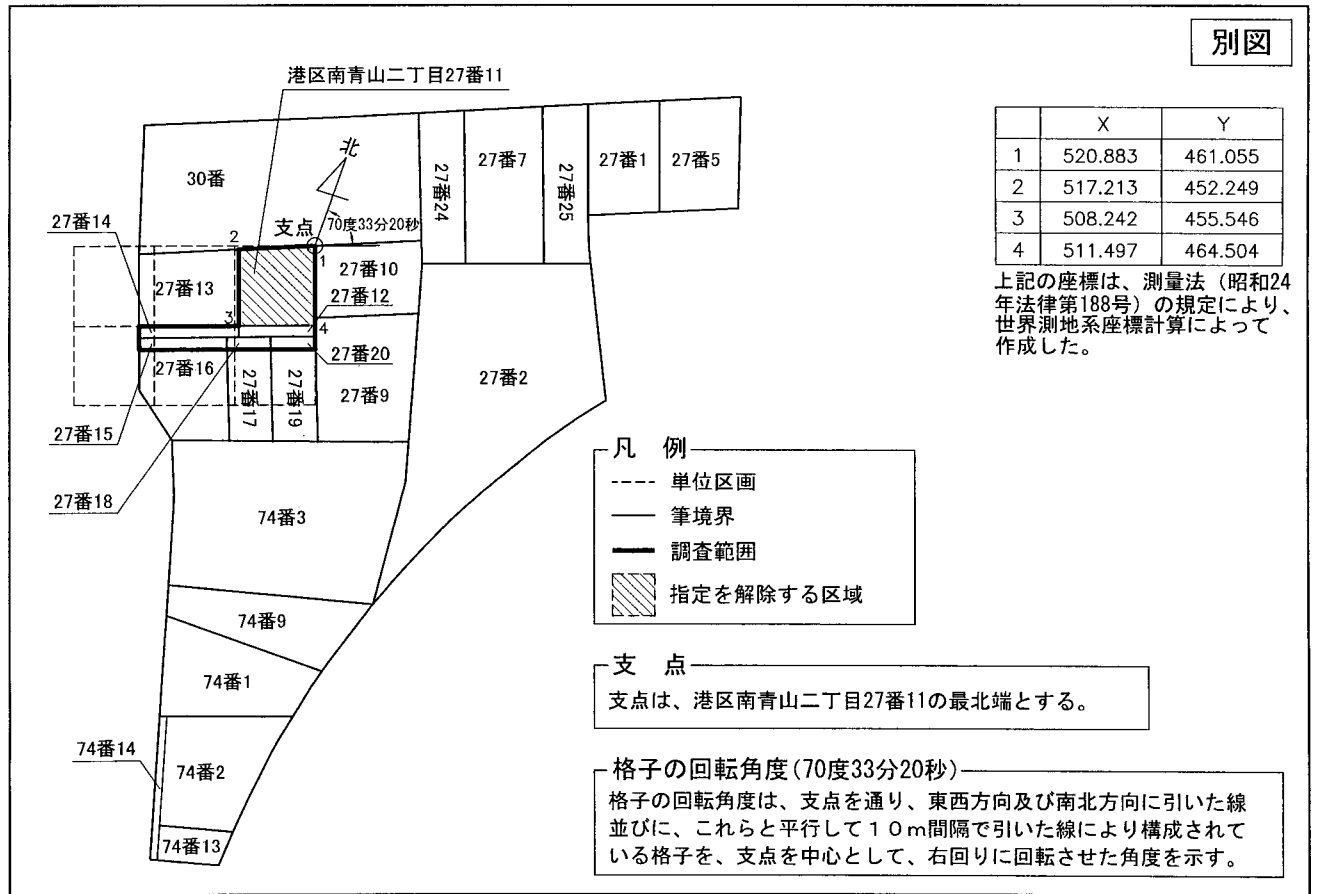 別図
港区南青山二丁目27番11
北
30番
27番24
27番7
27番25
27番1
27番5
27番14
支点
70度33分20秒
2
1
27番13
27番10
27番12
3
4
27番20
27番16
27番17
27番19
27番9
27番2
27番15
27番18
74番3
74番9
74番1
74番14
74番2
74番13
X Y
1 520.883 461.055
2 517.213 452.249
3 508.242 455.546
4 511.497 464.504
上記の座標は、測量法（昭和24
年法律第188号）の規定により、
世界測地系座標計算によって
作成した。
凡 例
単位区画
筆境界
調査範囲
指定を解除する区域
支 点
支点は、港区南青山二丁目27番11の最北端とする。
格子の回転角度(70度33分20秒)
格子の回転角度は、支点を通り、東西方向及び南北方向に引いた線
並びに、これらと平行して１０ｍ間隔で引いた線により構成されて
いる格子を、支点を中心として、右回りに回転させた角度を示す。